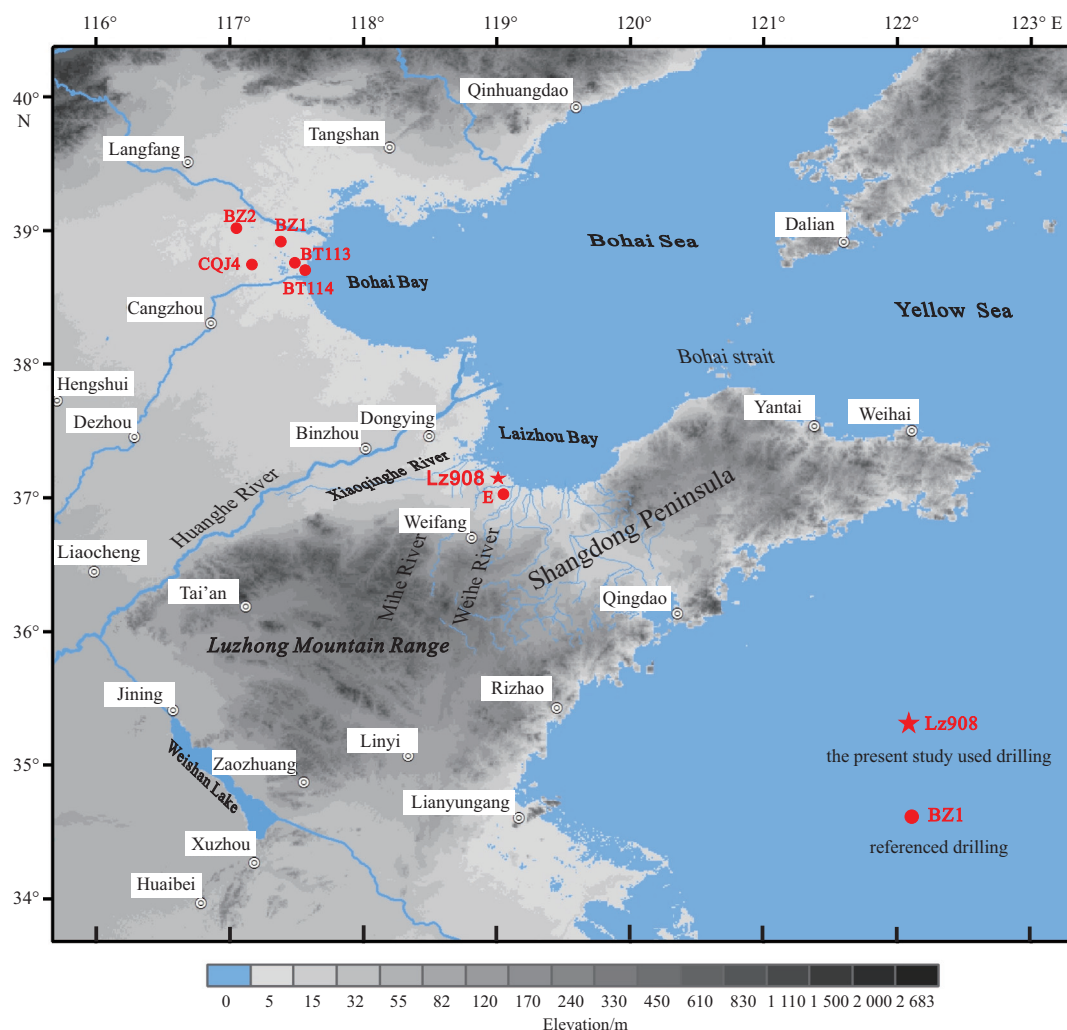 116° 117° 118° 119° 120° 121° 122° 123° E
40°
N
39°
38°
37°
36°
35°
34°
Qinhuangdao
Tangshan
Langfang
BZ2
BZ1
Dalian
Bohai Sea
BT113
CQJ4
BT114
Bohai Bay
Cangzhou
Yellow Sea
Bohai strait
Hengshui
Dezhou
Dongying
Binzhou
Yantai
Weihai
Laizhou Bay
Xiaoqinghe River
Lz908
E
Huanghe River
Weifang
Shangdong Peninsula
Liaocheng
Mihe River
Weihe River
Tai'an
Qingdao
Luzhong Mountain Range
Jining
Rizhao
Lz908
the present study used drilling
Weishan Lake
Linyi
Zaozhuang
Lianyungang
BZ1
referenced drilling
Xuzhou
Huaibei
0 5 15 32 55 82 120 170 240 330 450 610 830 1 110 1 500 2 000 2 683
Elevation/m